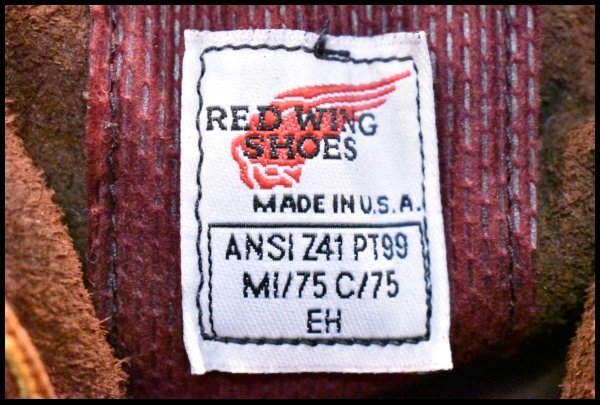 RED WING
SHOES
MADE IN U.S.A.
ANSI Z41 PT99
MI/75 C/75
EH